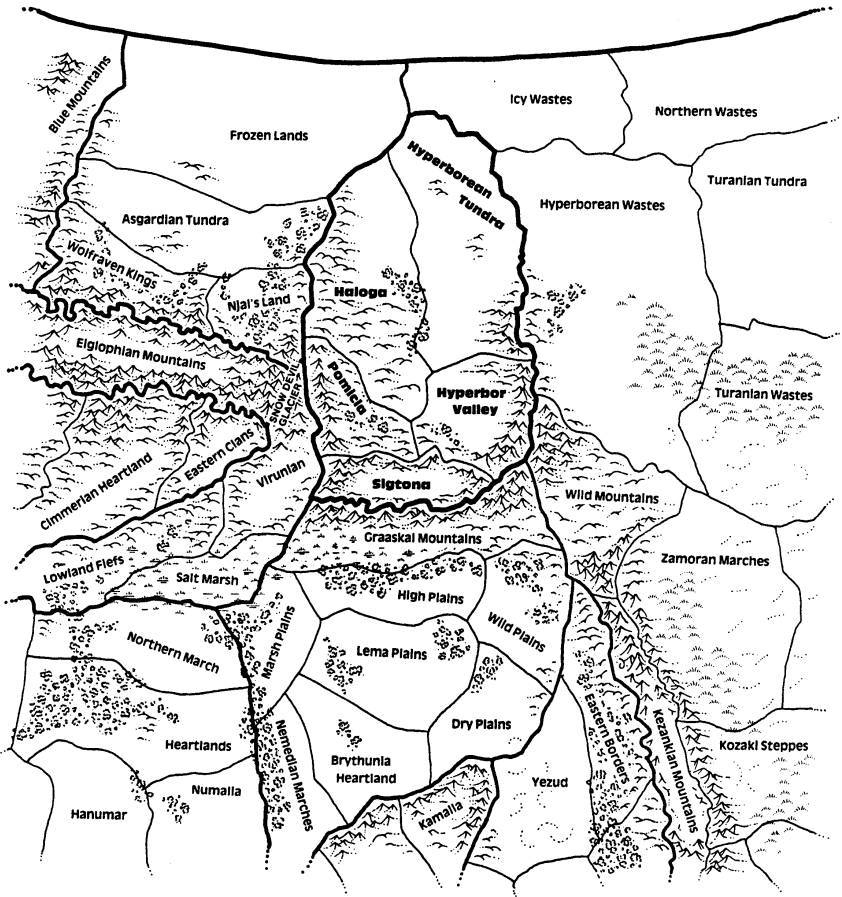 Blue Mountains
Icy Wastes
Northern Wastes
Frozen Lands
Hyperborean
Tundra
Turanian Tundra
Hyperborean Wastes
Asgardian Tundra
Wolfraven Kings
Njal's Land
Haloga
Eiglophian Mountains
SNOW DEVIL
GLACIER
Pomicia
Hyperbor
Valley
Turanian Wastes
Cimmerian Heartland
Eastern Clans
Virunian
Sigtona
Wild Mountains
Graaskal Mountains
Zamoran Marches
Lowland Fiefs
Salt Marsh
High Plains
Marsh Plains
Wild Plains
Northern March
Lema Plains
Dry Plains
Eastern Borders
Kezankian Mountains
Heartlands
Nemedian Marches
Brythunia
Heartland
Kozaki Steppes
Yezud
Numalia
Hanumar
Kamalla